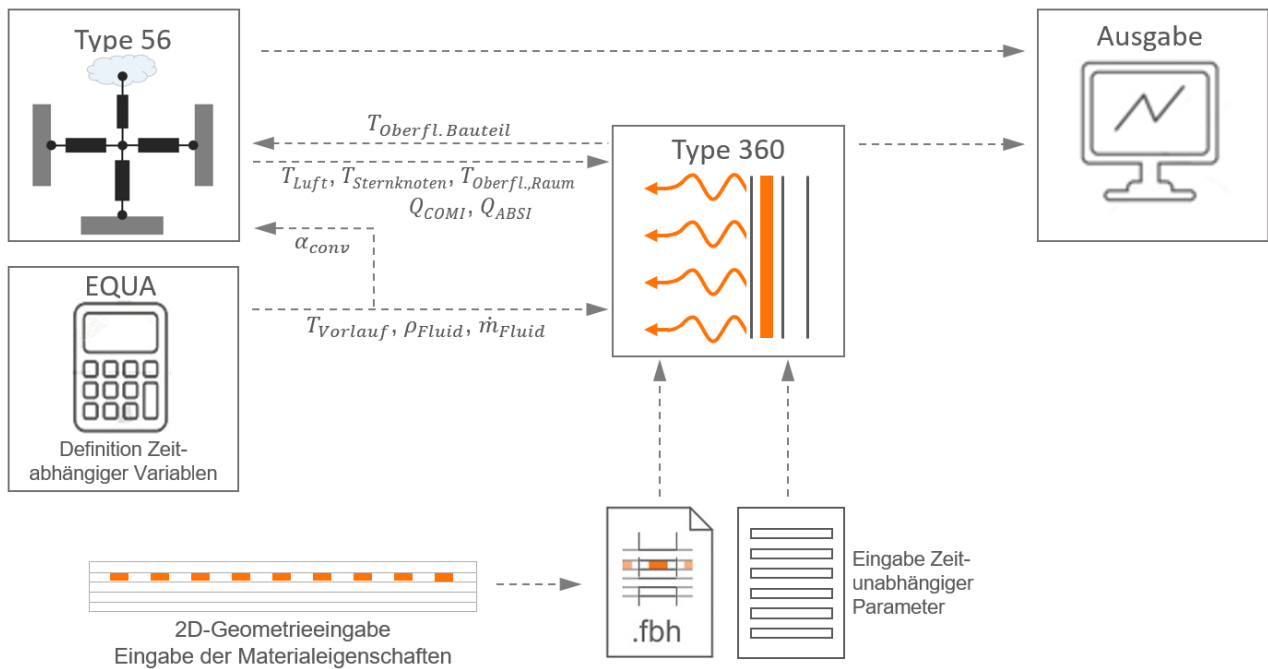 Type 56
Ausgabe
T_Oberfl.Bauteil
Type 360
T_Luft, T_Sternknoten, T_Oberfl.,Raum
Q_COMI, Q_ABSI
α_conv
EQUA
T_Vorlauf, ρ_Fluid, ṁ_Fluid
Definition Zeit-
abhängiger Variablen
.fbh
Eingabe Zeit-
unabhängiger
Parameter
2D-Geometrieeingabe
Eingabe der Materialeigenschaften